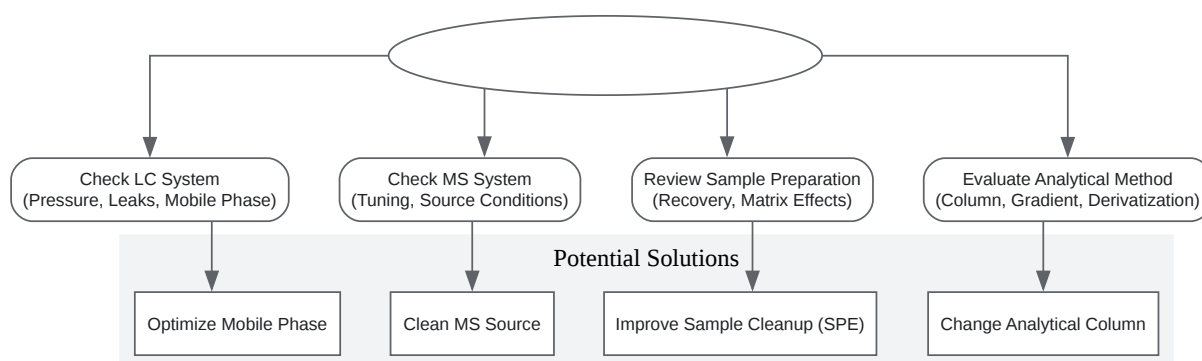 Check LC System
(Pressure, Leaks, Mobile Phase)
Check MS System
(Tuning, Source Conditions)
Review Sample Preparation
(Recovery, Matrix Effects)
Evaluate Analytical Method
(Column, Gradient, Derivatization)
Potential Solutions
Optimize Mobile Phase
Clean MS Source
Improve Sample Cleanup (SPE)
Change Analytical Column